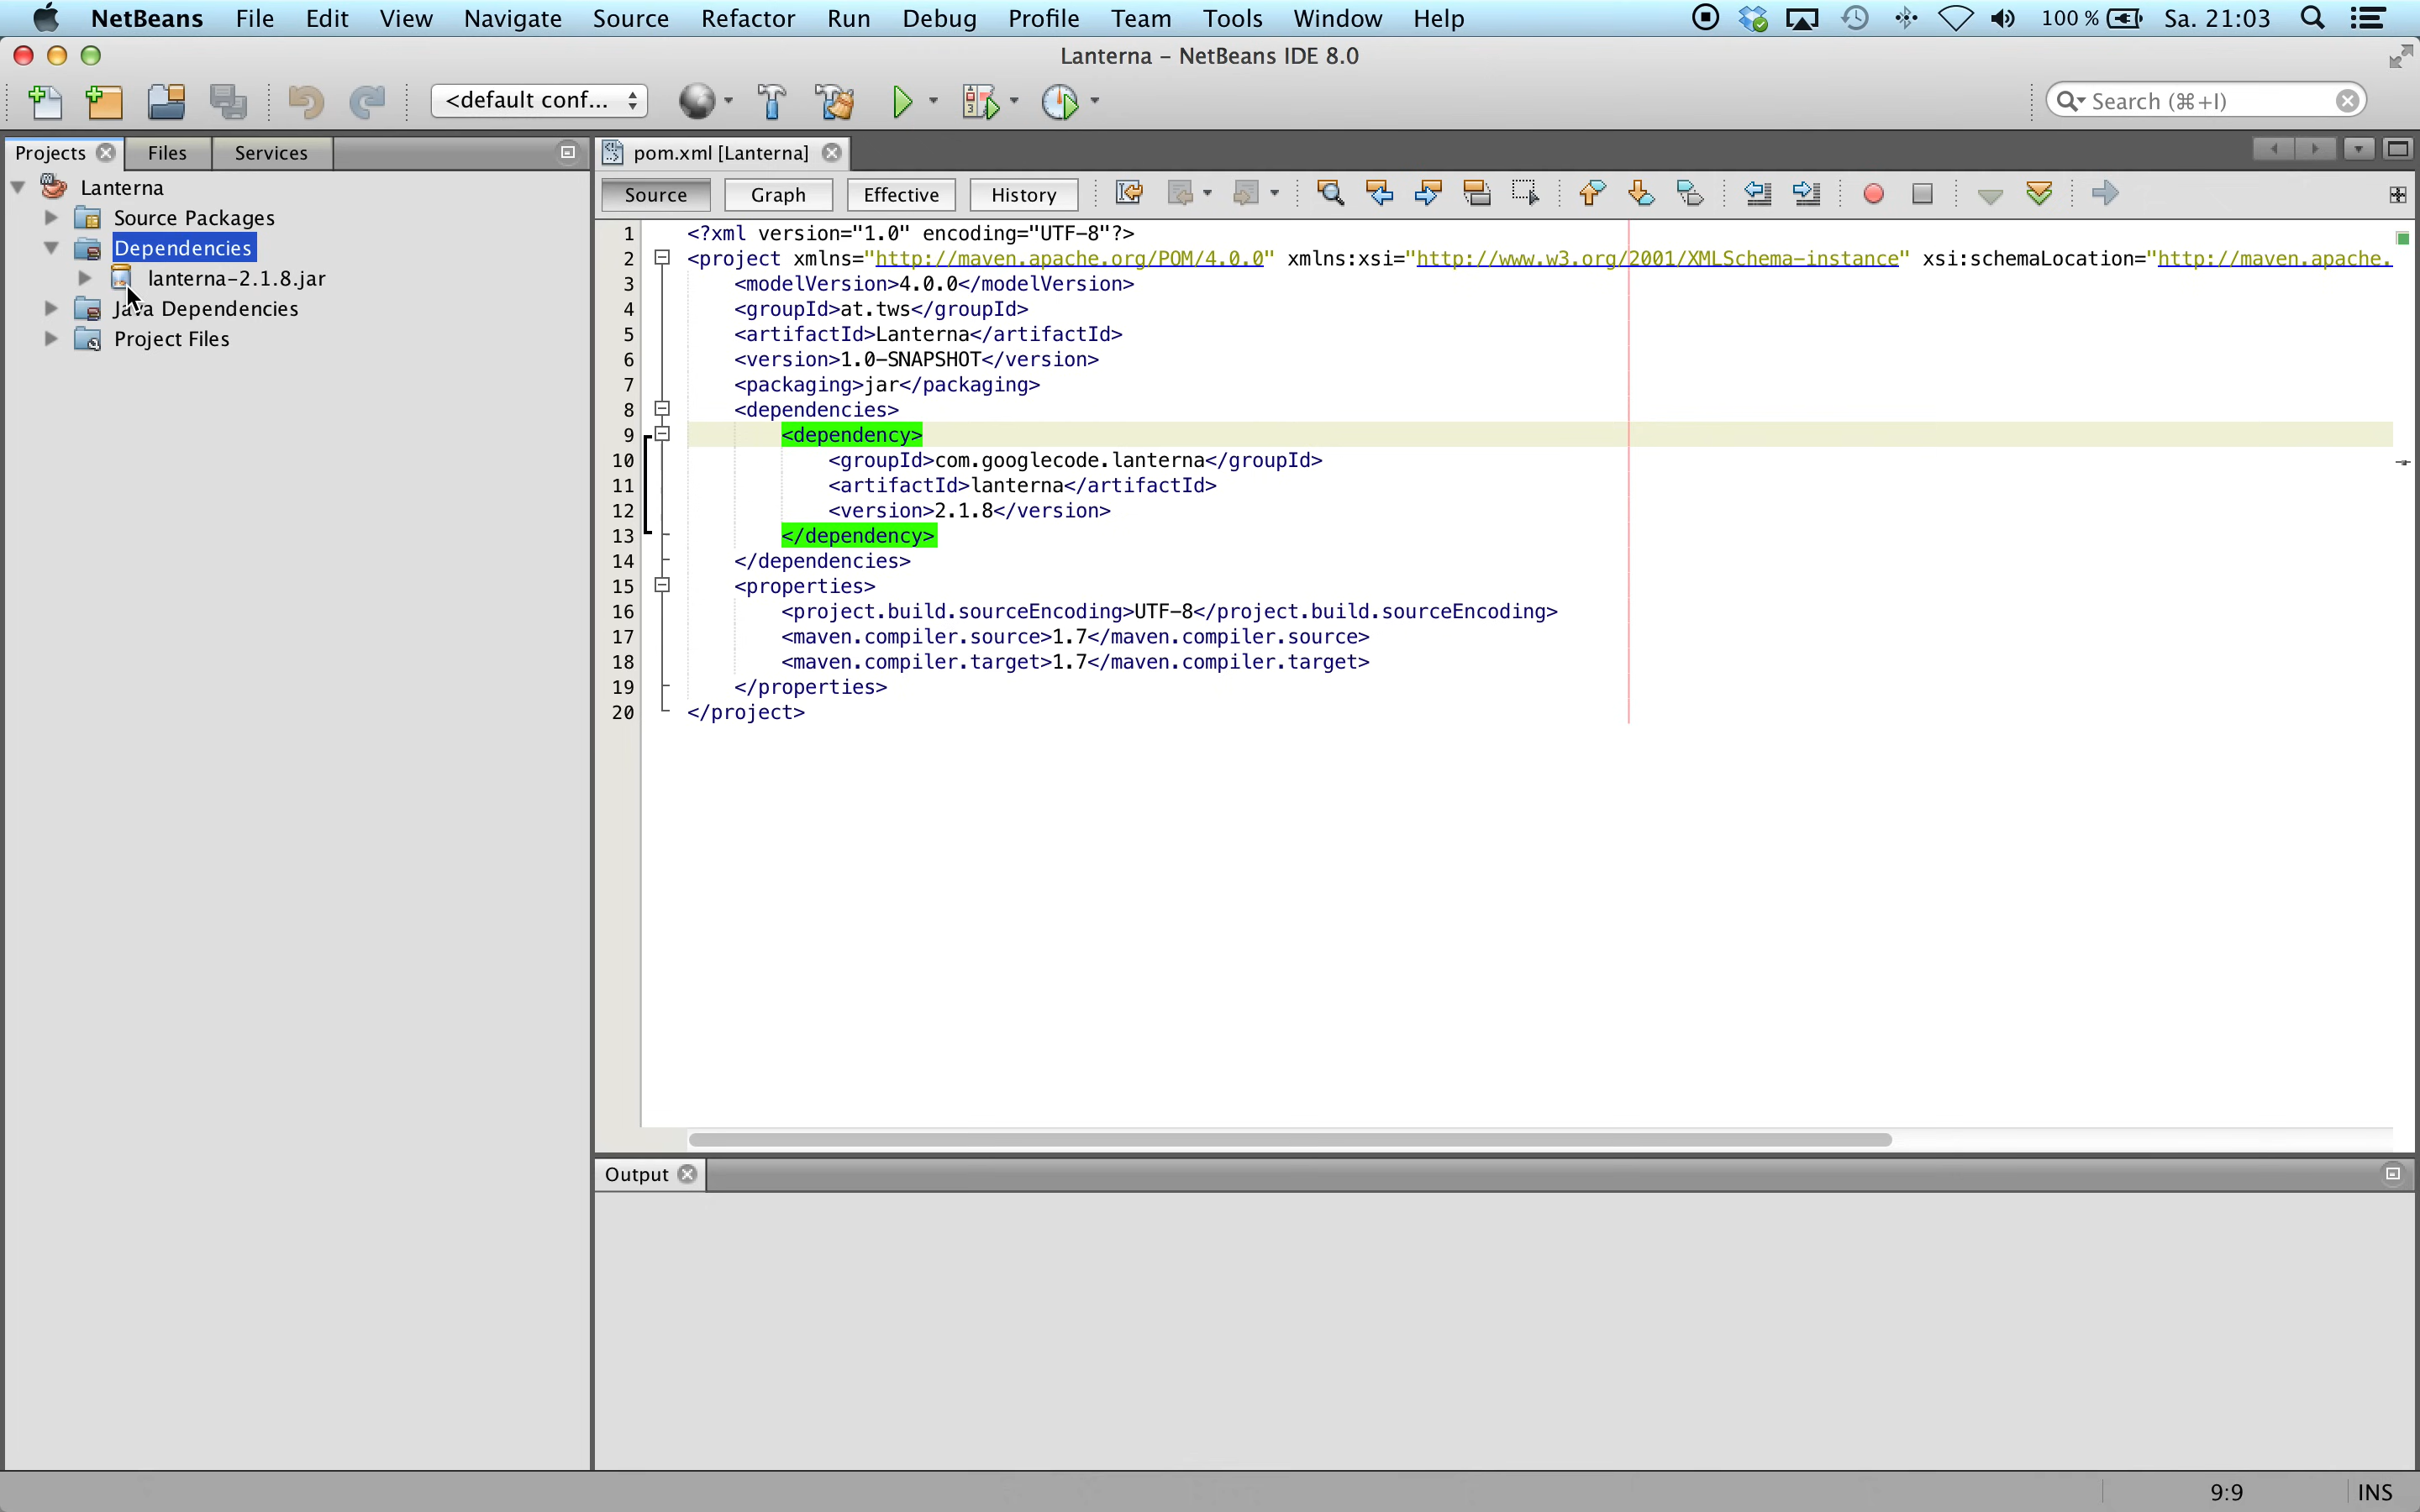 NetBeans File Edit View Navigate Source Refactor Run Debug Profile Team Tools Window Help 100 % Sa. 21:03
Lanterna – NetBeans IDE 8.0
<default conf... Search (⌘+I)
Projects Files Services
Lanterna
Source Packages
Dependencies
lanterna-2.1.8.jar
Java Dependencies
Project Files
pom.xml [Lanterna]
Source Graph Effective History
1 <?xml version="1.0" encoding="UTF-8"?>
2 <project xmlns="http://maven.apache.org/POM/4.0.0" xmlns:xsi="http://www.w3.org/2001/XMLSchema-instance" xsi:schemaLocation="http://maven.apache.
3 <modelVersion>4.0.0</modelVersion>
4 <groupId>at.tws</groupId>
5 <artifactId>Lanterna</artifactId>
6 <version>1.0-SNAPSHOT</version>
7 <packaging>jar</packaging>
8 <dependencies>
9 <dependency>
10 <groupId>com.googlecode.lanterna</groupId>
11 <artifactId>lanterna</artifactId>
12 <version>2.1.8</version>
13 </dependency>
14 </dependencies>
15 <properties>
16 <project.build.sourceEncoding>UTF-8</project.build.sourceEncoding>
17 <maven.compiler.source>1.7</maven.compiler.source>
18 <maven.compiler.target>1.7</maven.compiler.target>
19 </properties>
20 </project>
Output
9:9 INS